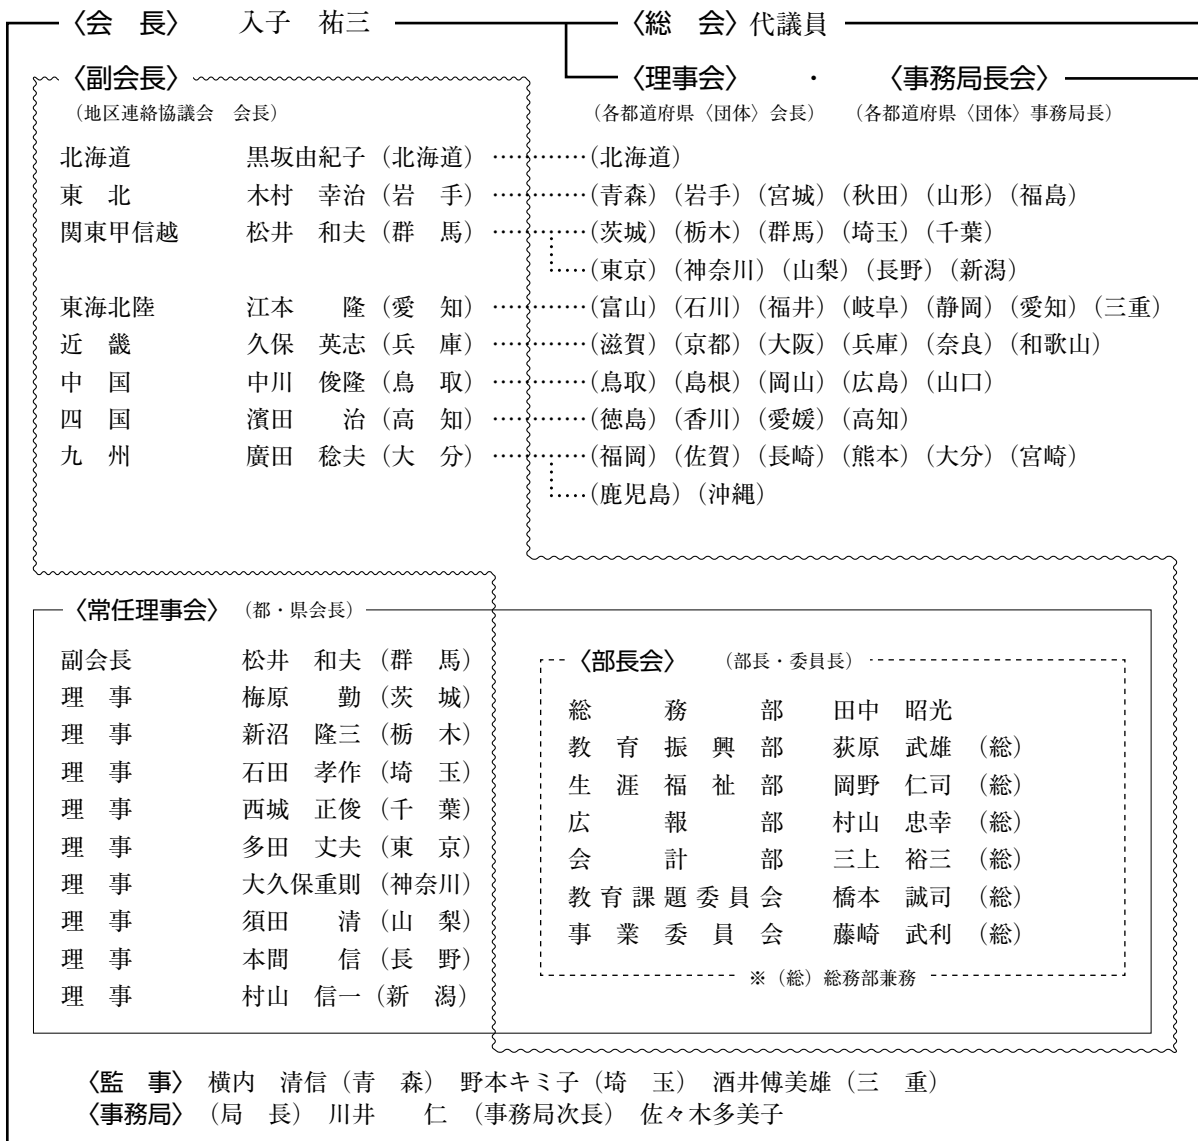 〈会　長〉　入子　祐三　〈総　会〉代議員
〈副会長〉　〈理事会〉　・　〈事務局長会〉
（地区連絡協議会　会長）　（各都道府県〈団体〉会長）　（各都道府県〈団体〉事務局長）
北海道　黒坂由紀子（北海道）…………（北海道）
東　北　木村　幸治（岩　手）…………（青森）（岩手）（宮城）（秋田）（山形）（福島）
関東甲信越　松井　和夫（群　馬）…………（茨城）（栃木）（群馬）（埼玉）（千葉）
（東京）（神奈川）（山梨）（長野）（新潟）
東海北陸　江本　　隆（愛　知）…………（富山）（石川）（福井）（岐阜）（静岡）（愛知）（三重）
近　畿　久保　英志（兵　庫）…………（滋賀）（京都）（大阪）（兵庫）（奈良）（和歌山）
中　国　中川　俊隆（鳥　取）…………（鳥取）（島根）（岡山）（広島）（山口）
四　国　濱田　　治（高　知）…………（徳島）（香川）（愛媛）（高知）
九　州　廣田　稔夫（大　分）…………（福岡）（佐賀）（長崎）（熊本）（大分）（宮崎）
（鹿児島）（沖縄）
〈常任理事会〉（都・県会長）
副会長　松井　和夫（群　馬）
理　事　梅原　　勤（茨　城）
理　事　新沼　隆三（栃　木）
理　事　石田　孝作（埼　玉）
理　事　西城　正俊（千　葉）
理　事　多田　丈夫（東　京）
理　事　大久保重則（神奈川）
理　事　須田　　清（山　梨）
理　事　本間　　信（長　野）
理　事　村山　信一（新　潟）
〈部長会〉（部長・委員長）
総務部　田中　昭光
教育振興部　荻原　武雄（総）
生涯福祉部　岡野　仁司（総）
広報部　村山　忠幸（総）
会計部　三上　裕三（総）
教育課題委員会　橋本　誠司（総）
事業委員会　藤崎　武利（総）
※（総）総務部兼務
〈監　事〉横内　清信（青　森）野本キミ子（埼　玉）酒井傅美雄（三　重）
〈事務局〉（局　長）川井　　仁（事務局次長）佐々木多美子